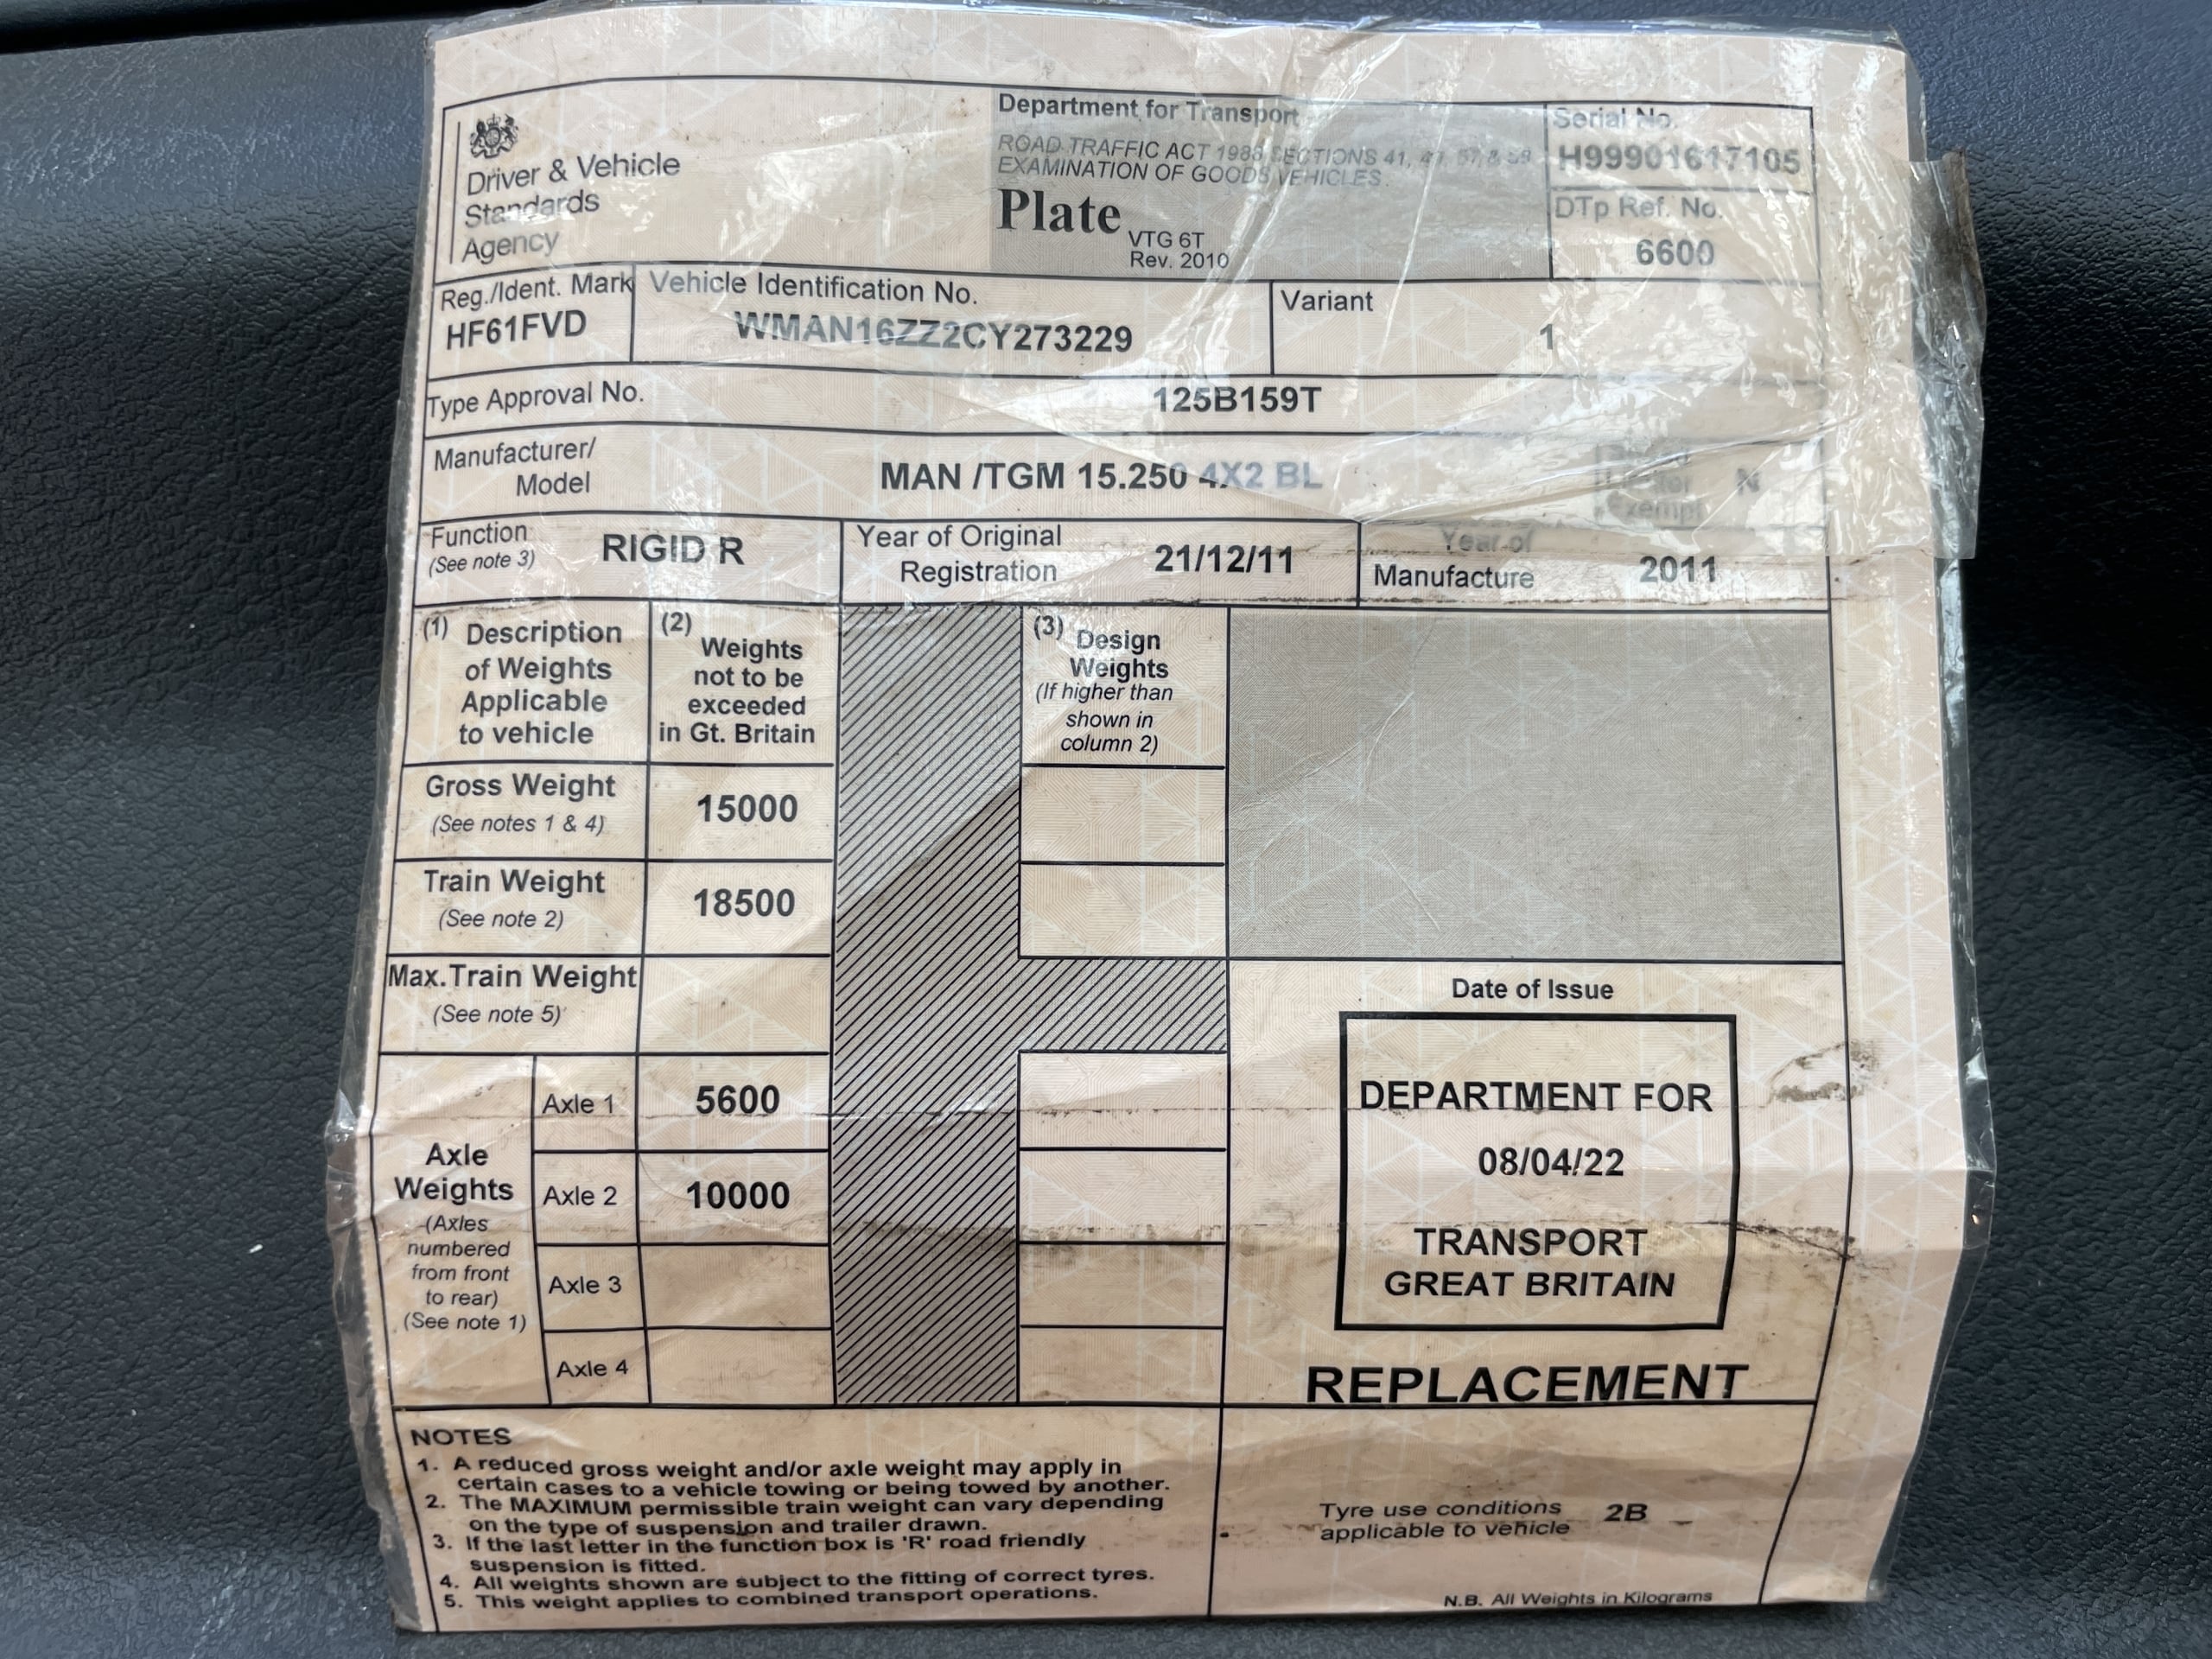 Driver & Vehicle
Standards
Agency
Department for Transport
ROAD TRAFFIC ACT 1988 SECTIONS 41, 57 & 59
EXAMINATION OF GOODS VEHICLES
Plate
VTG 6T
Rev. 2010
Serial No.
H99901617105
DTp Ref. No.
6600
Reg./Ident. Mark
HF61FVD
Vehicle Identification No.
WMAN16ZZ2CY273229
Variant
1
Type Approval No.
125B159T
Manufacturer/
Model
MAN /TGM 15.250 4X2 BL
Exempt
N
Function
(See note 3)
RIGID R
Year of Original
Registration
21/12/11
Year of
Manufacture
2011
(1) Description
of Weights
Applicable
to vehicle
(2) Weights
not to be
exceeded
in Gt. Britain
(3) Design
Weights
(If higher than
shown in
column 2)
Gross Weight
(See notes 1 & 4)
15000
Train Weight
(See note 2)
18500
Max.Train Weight
(See note 5)
Axle
Weights
(Axles
numbered
from front
to rear)
(See note 1)
Axle 1
5600
Axle 2
10000
Axle 3
Axle 4
Date of Issue
DEPARTMENT FOR
08/04/22
TRANSPORT
GREAT BRITAIN
REPLACEMENT
NOTES
1. A reduced gross weight and/or axle weight may apply in
certain cases to a vehicle towing or being towed by another.
2. The MAXIMUM permissible train weight can vary depending
on the type of suspension and trailer drawn.
3. If the last letter in the function box is 'R' road friendly
suspension is fitted.
4. All weights shown are subject to the fitting of correct tyres.
5. This weight applies to combined transport operations.
Tyre use conditions
applicable to vehicle
2B
N.B. All Weights in Kilograms